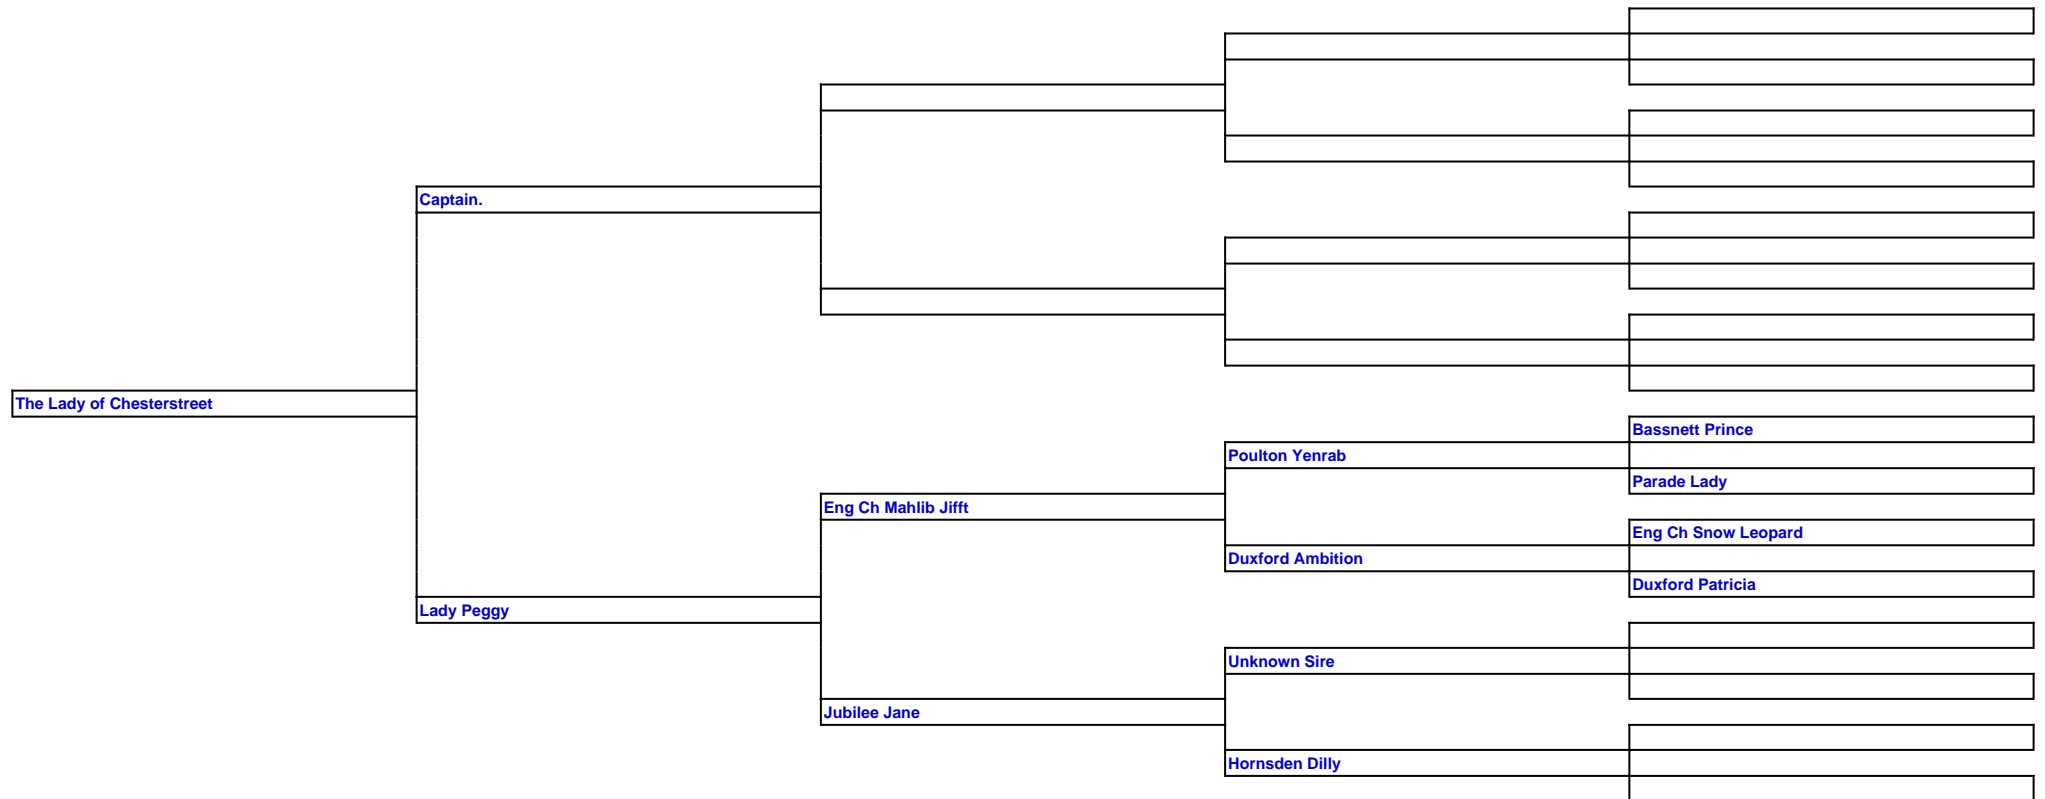 Captain.
The Lady of Chesterstreet
Bassnett Prince
Poulton Yenrab
Parade Lady
Eng Ch Mahlib Jifft
Eng Ch Snow Leopard
Duxford Ambition
Duxford Patricia
Lady Peggy
Unknown Sire
Jubilee Jane
Hornsden Dilly